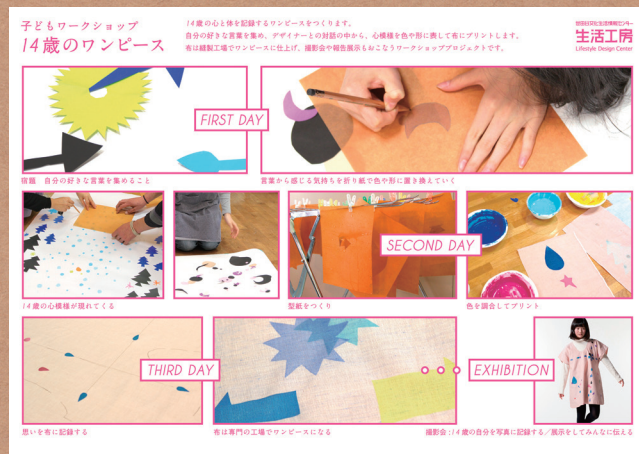 子どもワークショップ
14歳のワンピース
14歳の心と体を記録するワンピースをつくります。
自分の好きな言葉を集め、デザイナーとの対話の中から、心模様を色や形に表して布にプリントします。
布は縫製工場でワンピースに仕上げ、撮影会や報告展示もおこなうワークショッププロジェクトです。
世田谷文化生活情報センター
生活工房
Lifestyle Design Center
FIRST DAY
宿題 自分の好きな言葉を集めること
言葉から感じる気持ちを折り紙で色や形に置き換えていく
SECOND DAY
14歳の心模様が現れてくる
型紙をつくり
色を調合してプリント
THIRD DAY
EXHIBITION
思いを布に記録する
布は専門の工場でワンピースになる
撮影会:14歳の自分を写真に記録する/展示をしてみんなに伝える